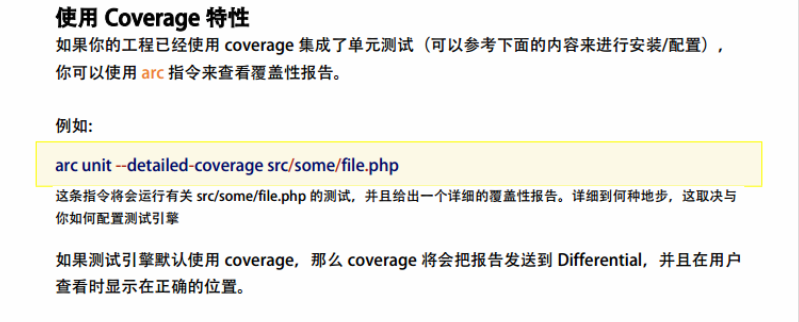 使用 Coverage 特性
如果你的工程已经使用 coverage 集成了单元测试（可以参考下面的内容来进行安装/配置），
你可以使用 arc 指令来查看覆盖性报告。
例如:
arc unit --detailed-coverage src/some/file.php
这条指令将会运行有关 src/some/file.php 的测试，并且给出一个详细的覆盖性报告。详细到何种地步，这取决与
你如何配置测试引擎
如果测试引擎默认使用 coverage，那么 coverage 将会把报告发送到 Differential，并且在用户
查看时显示在正确的位置。